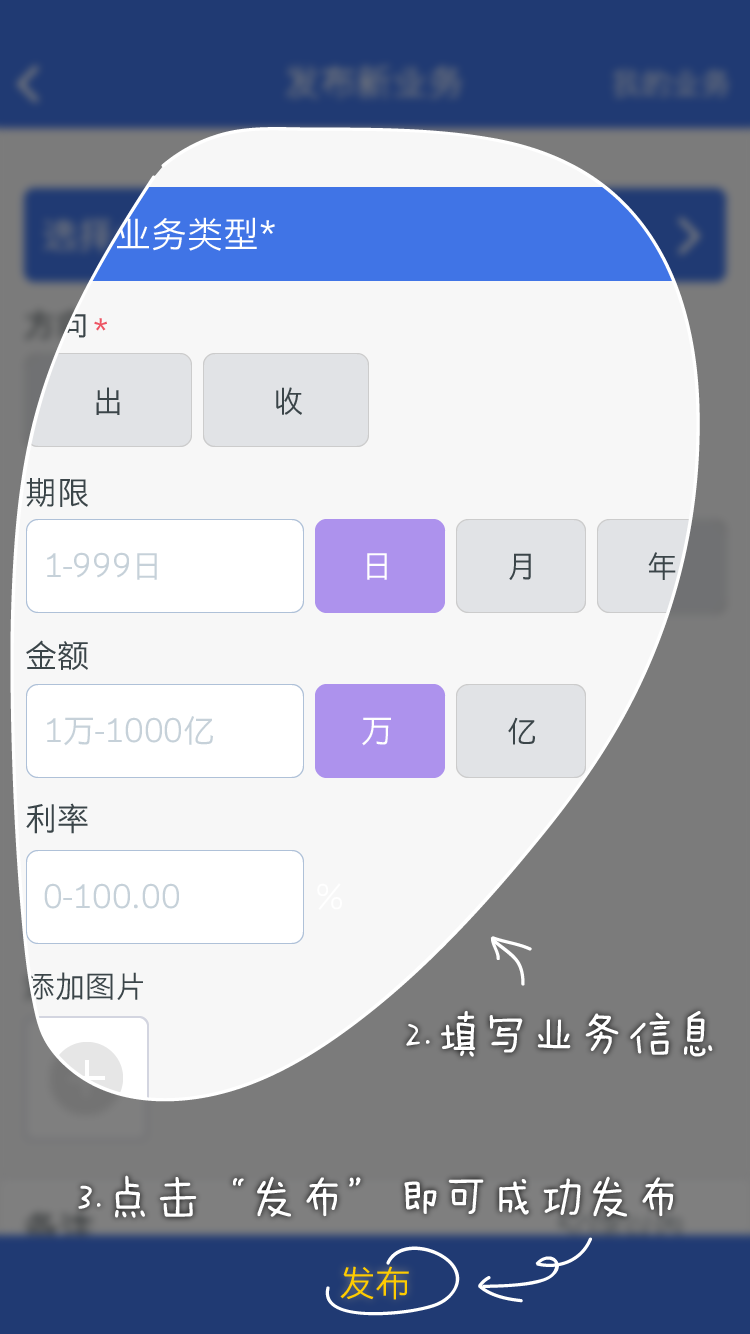 发布新业务 我的业务
选择业务类型*
方向*
出 收
期限
1-999日 日 月 年
金额
1万-1000亿 万 亿
利率
0-100.00 %
添加图片
2.填写业务信息
3.点击“发布”即可成功发布
备注
发布